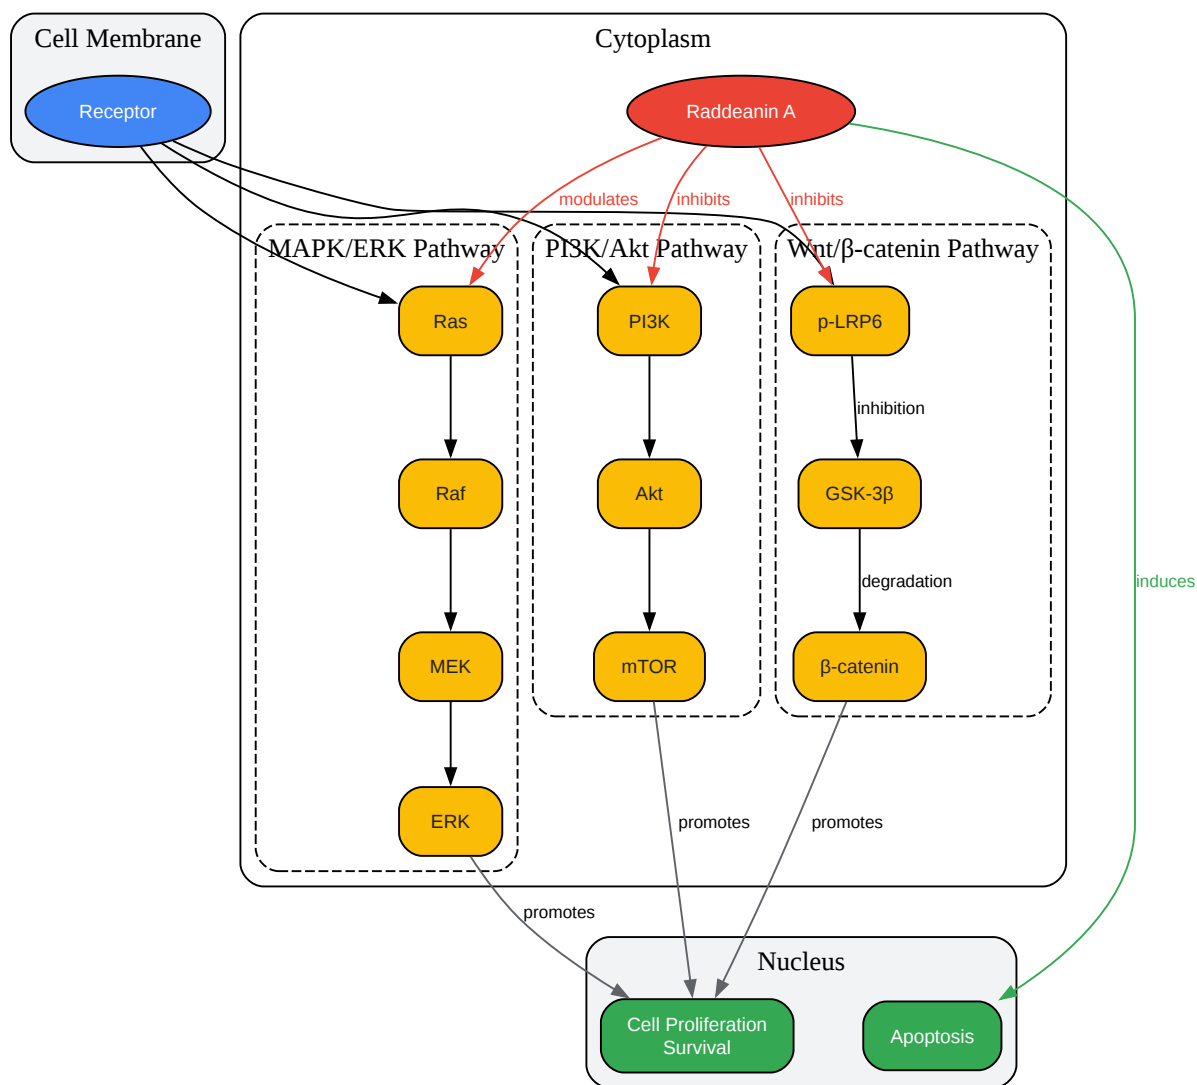 Cell Membrane
Cytoplasm
Receptor
Raddeanin A
modulates
inhibits
inhibits
MAPK/ERK Pathway
PI3K/Akt Pathway
Wnt/β-catenin Pathway
Ras
PI3K
p-LRP6
inhibition
Raf
Akt
GSK-3β
degradation
induces
MEK
mTOR
β-catenin
ERK
promotes
promotes
promotes
Nucleus
Cell Proliferation
Survival
Apoptosis